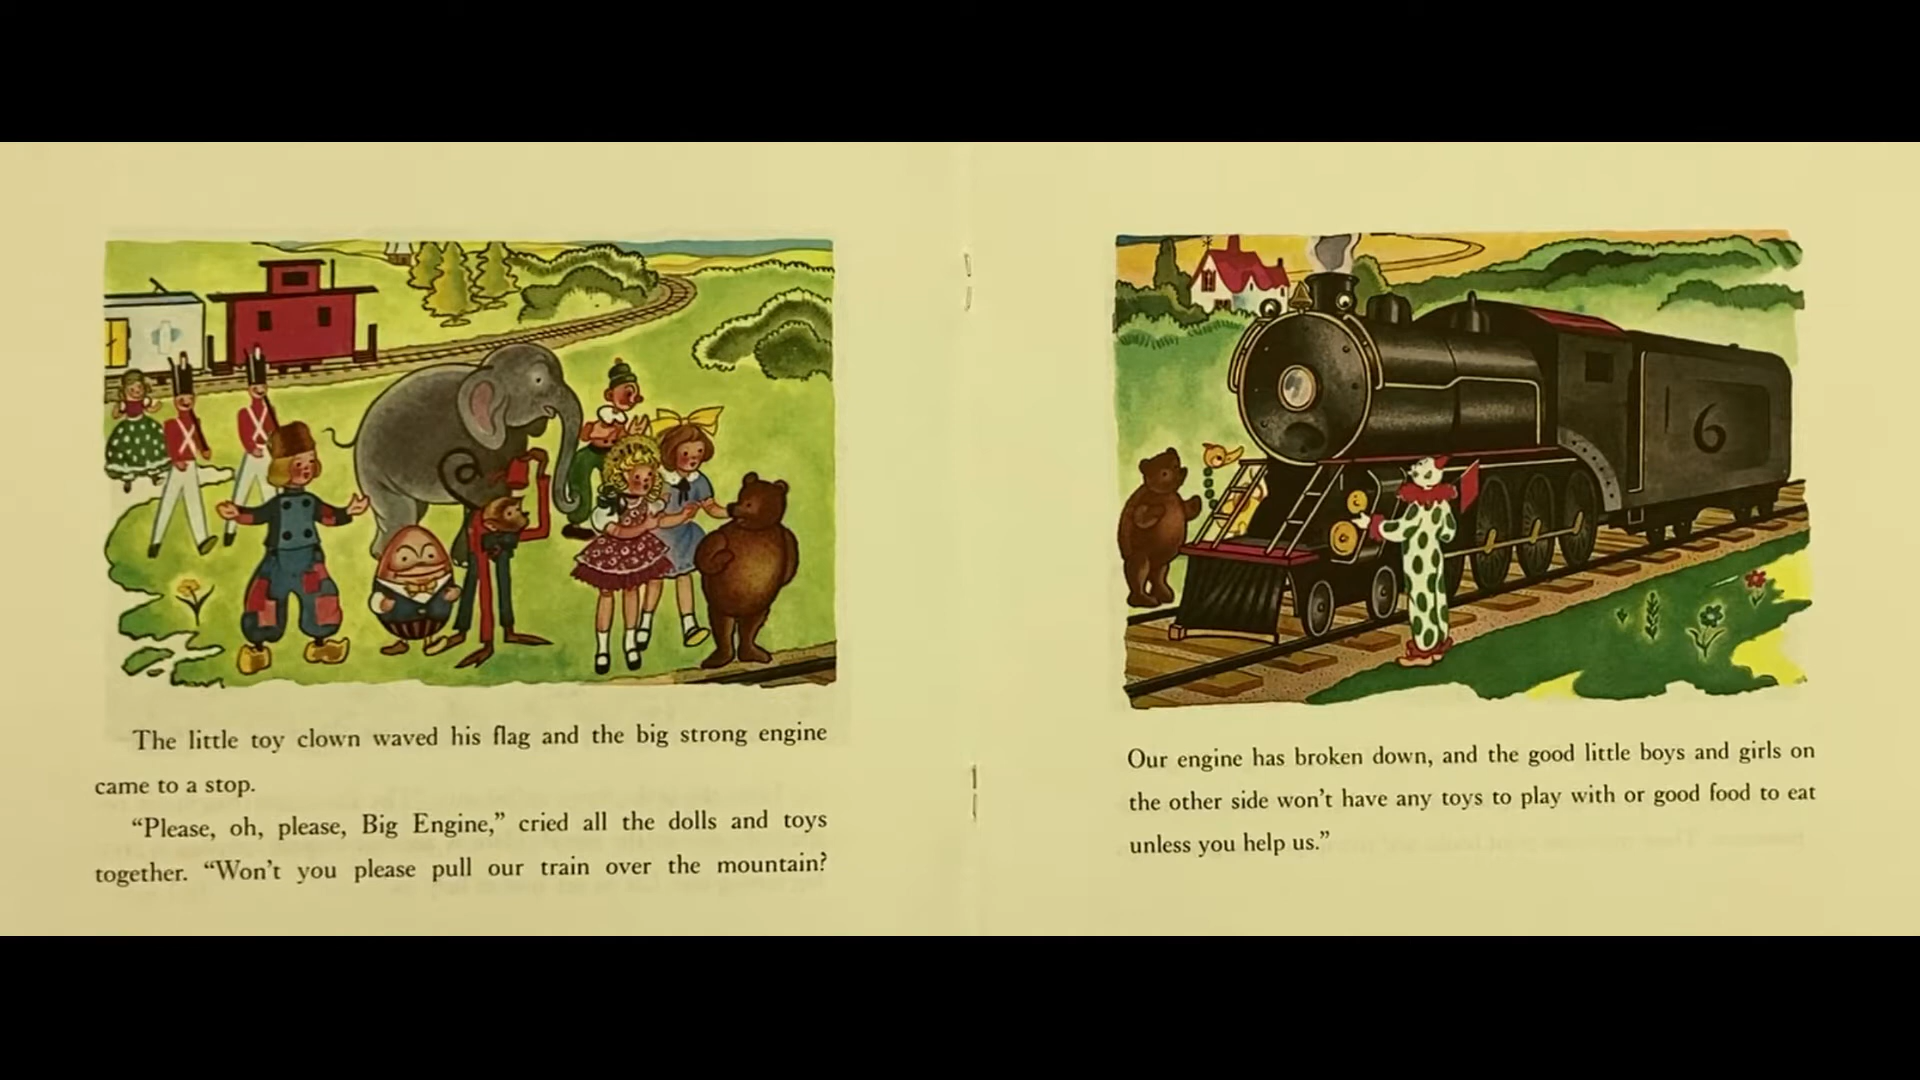 The little toy clown waved his flag and the big strong engine
came to a stop.
“Please, oh, please, Big Engine,” cried all the dolls and toys
together. “Won’t you please pull our train over the mountain?
6
Our engine has broken down, and the good little boys and girls on
the other side won’t have any toys to play with or good food to eat
unless you help us.”